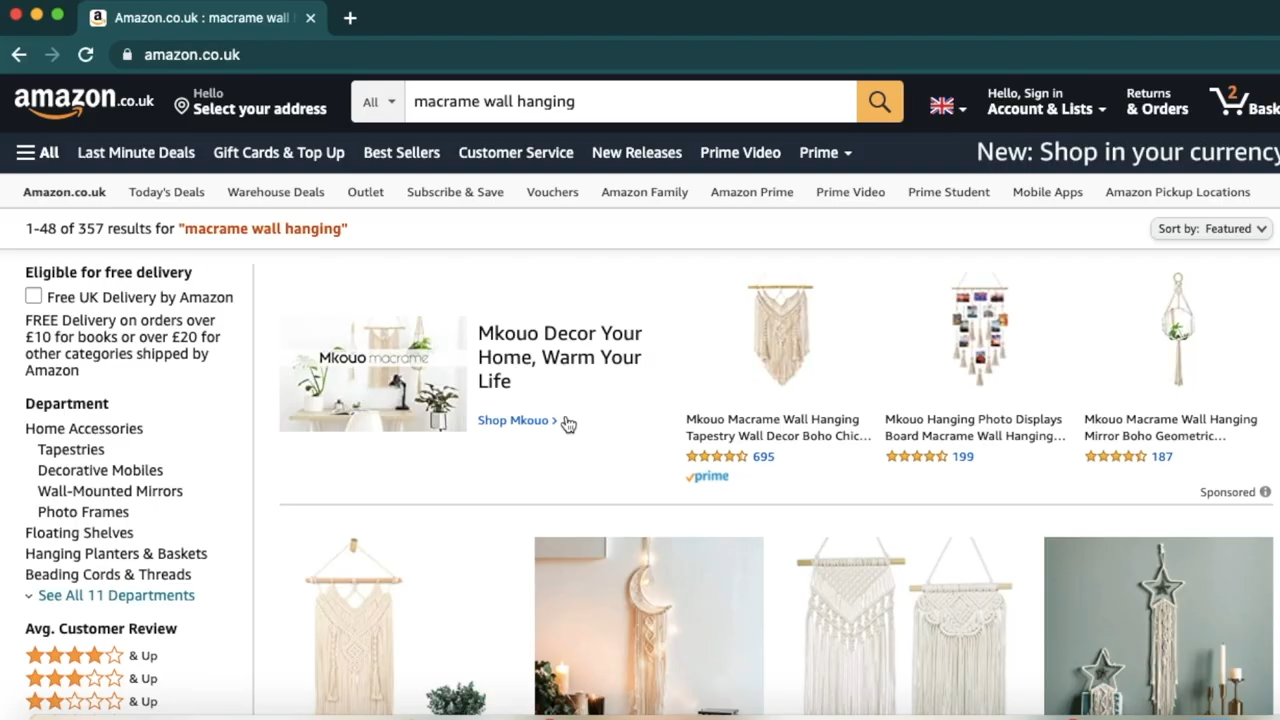 Amazon.co.uk : macrame wall
amazon.co.uk
amazon.co.uk
Hello
Select your address
All
macrame wall hanging
Hello, Sign in
Account & Lists
Returns
& Orders
2
All
Last Minute Deals
Gift Cards & Top Up
Best Sellers
Customer Service
New Releases
Prime Video
Prime
New: Shop in your currency
Amazon.co.uk
Today's Deals
Warehouse Deals
Outlet
Subscribe & Save
Vouchers
Amazon Family
Amazon Prime
Prime Video
Prime Student
Mobile Apps
Amazon Pickup Locations
1-48 of 357 results for "macrame wall hanging"
Sort by: Featured
Eligible for free delivery
Free UK Delivery by Amazon
FREE Delivery on orders over
£10 for books or over £20 for
other categories shipped by
Amazon
Department
Home Accessories
Tapestries
Decorative Mobiles
Wall-Mounted Mirrors
Photo Frames
Floating Shelves
Hanging Planters & Baskets
Beading Cords & Threads
See All 11 Departments
Avg. Customer Review
& Up
& Up
& Up
Mkouo macrame
Mkouo Decor Your
Home, Warm Your
Life
Shop Mkouo ›
Mkouo Macrame Wall Hanging
Tapestry Wall Decor Boho Chic...
695
prime
Mkouo Hanging Photo Displays
Board Macrame Wall Hanging...
199
Mkouo Macrame Wall Hanging
Mirror Boho Geometric...
187
Sponsored